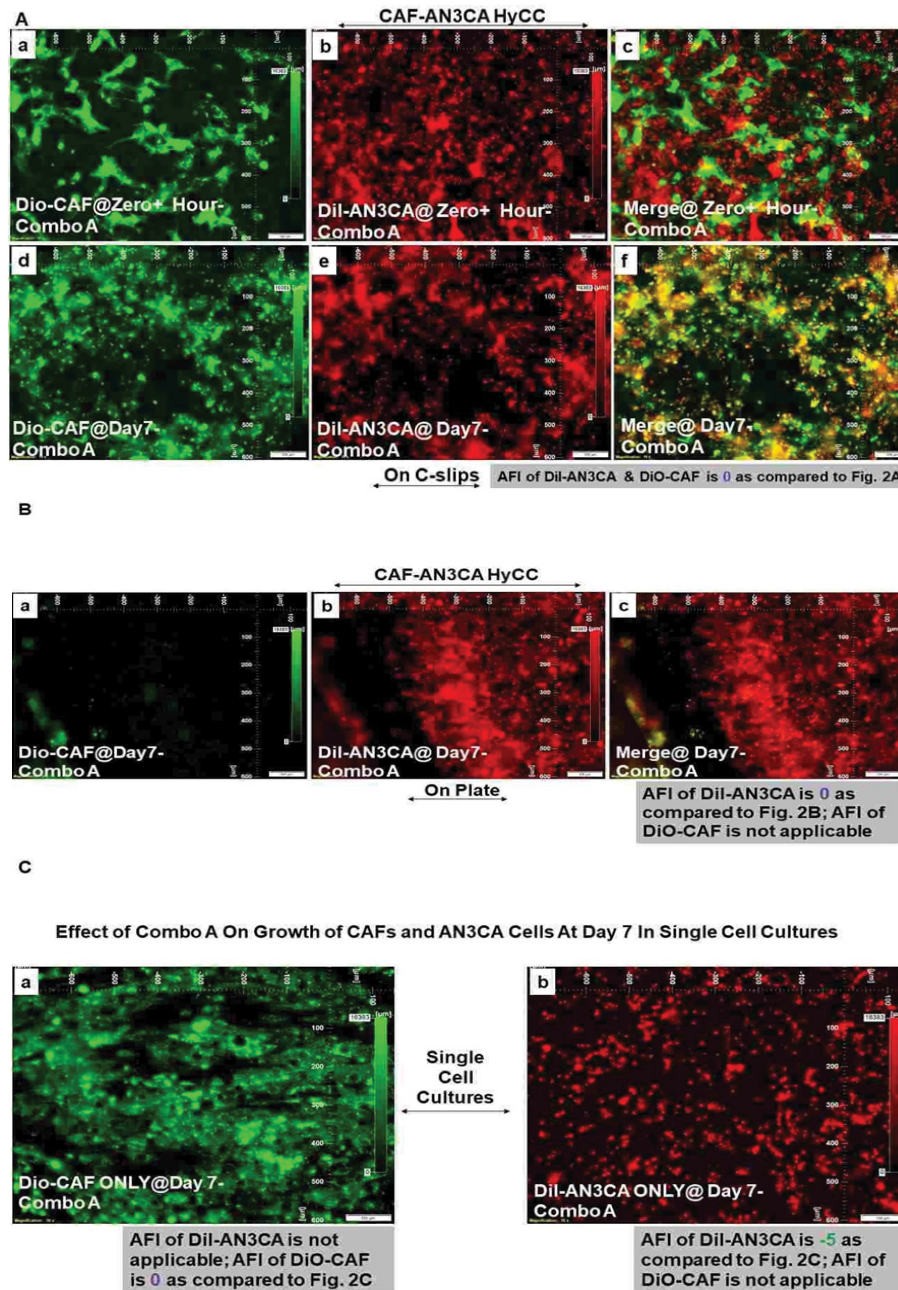 A
CAF-AN3CA HyCC
a
b
c
Dio-CAF@Zero+ Hour-
Combo A
DiI-AN3CA@ Zero+ Hour-
Combo A
Merge@ Zero+ Hour-
Combo A
d
e
f
Dio-CAF@Day7-
Combo A
DiI-AN3CA@ Day7-
Combo A
Merge@ Day7-
Combo A
On C-slips
AFI of DiI-AN3CA & DiO-CAF is 0 as compared to Fig. 2A
B
CAF-AN3CA HyCC
a
b
c
Dio-CAF@Day7-
Combo A
DiI-AN3CA@ Day7-
Combo A
Merge@ Day7-
Combo A
On Plate
AFI of DiI-AN3CA is 0 as
compared to Fig. 2B; AFI of
DiO-CAF is not applicable
C
Effect of Combo A On Growth of CAFs and AN3CA Cells At Day 7 In Single Cell Cultures
a
b
Single
Cell
Cultures
Dio-CAF ONLY@Day 7-
Combo A
DiI-AN3CA ONLY@ Day 7-
Combo A
AFI of DiI-AN3CA is not
applicable; AFI of DiO-CAF
is 0 as compared to Fig. 2C
AFI of DiI-AN3CA is -5 as
compared to Fig. 2C; AFI of
DiO-CAF is not applicable